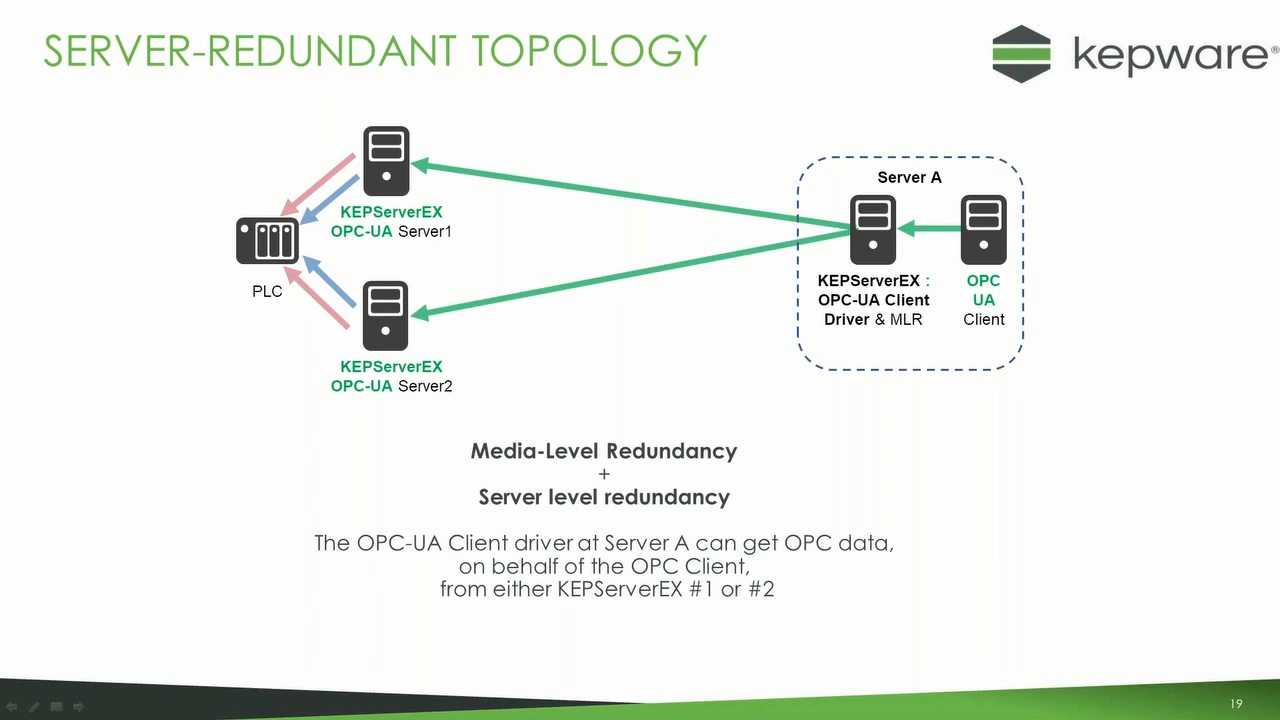 SERVER-REDUNDANT TOPOLOGY
kepware®
Server A
KEPServerEX
OPC-UA Server1
PLC
KEPServerEX :
OPC-UA Client
Driver & MLR
OPC
UA
Client
KEPServerEX
OPC-UA Server2
Media-Level Redundancy
+
Server level redundancy
The OPC-UA Client driver at Server A can get OPC data,
on behalf of the OPC Client,
from either KEPServerEX #1 or #2
19